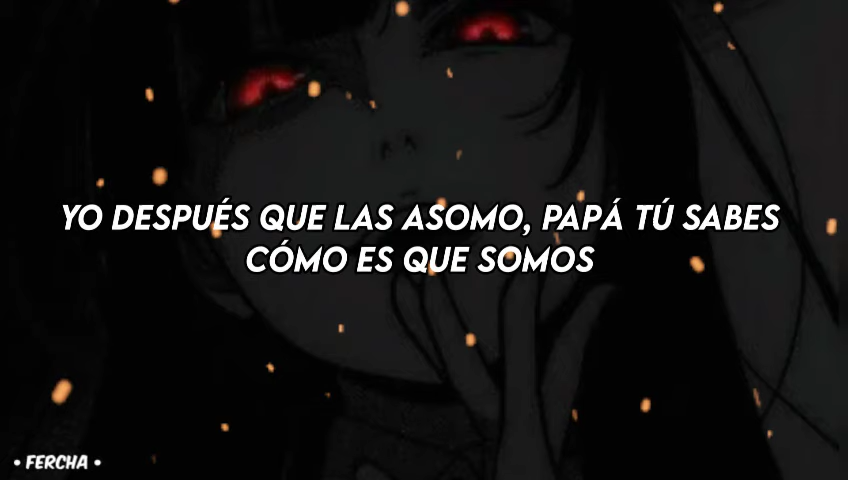 YO DESPUÉS QUE LAS ASOMO, PAPÁ TÚ SABES
CÓMO ES QUE SOMOS
• FERCHA •